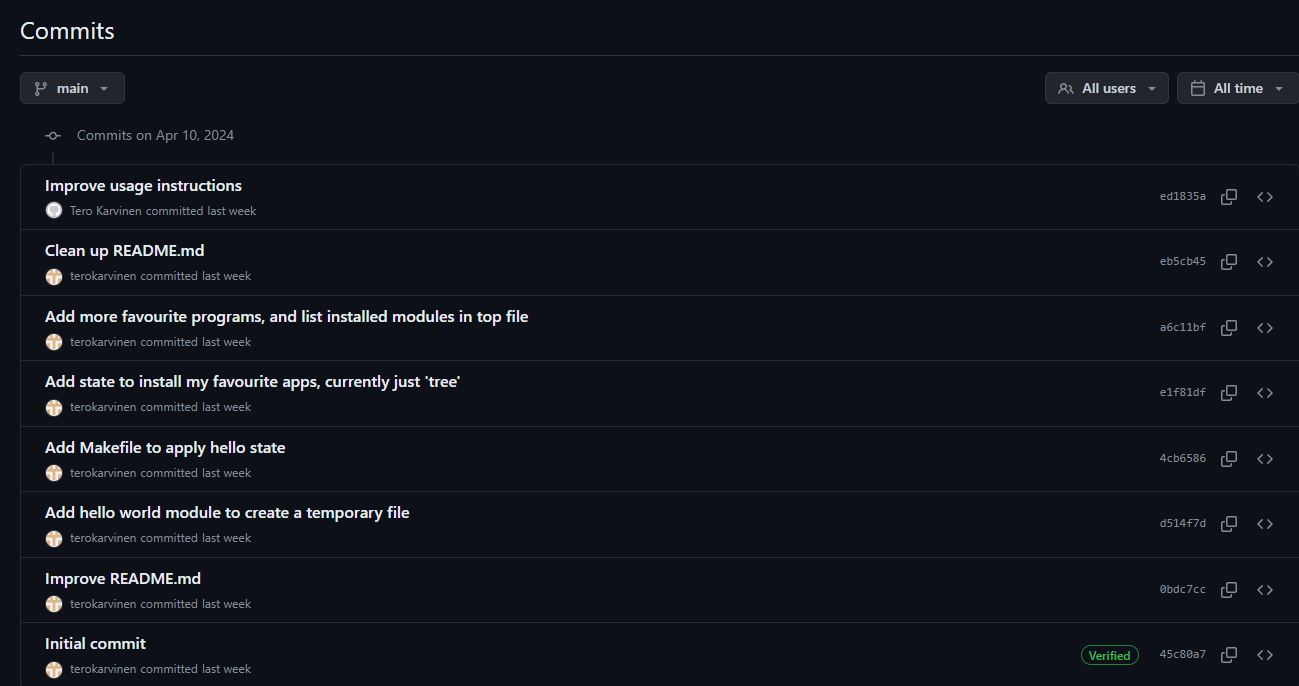 Commits
main
All users
All time
Commits on Apr 10, 2024
Improve usage instructions
Tero Karvinen committed last week
ed1835a
Clean up README.md
terokarvinen committed last week
eb5cb45
Add more favourite programs, and list installed modules in top file
terokarvinen committed last week
a6c11bf
Add state to install my favourite apps, currently just 'tree'
terokarvinen committed last week
e1f81df
Add Makefile to apply hello state
terokarvinen committed last week
4cb6586
Add hello world module to create a temporary file
terokarvinen committed last week
d514f7d
Improve README.md
terokarvinen committed last week
0bdc7cc
Initial commit
terokarvinen committed last week
Verified
45c80a7